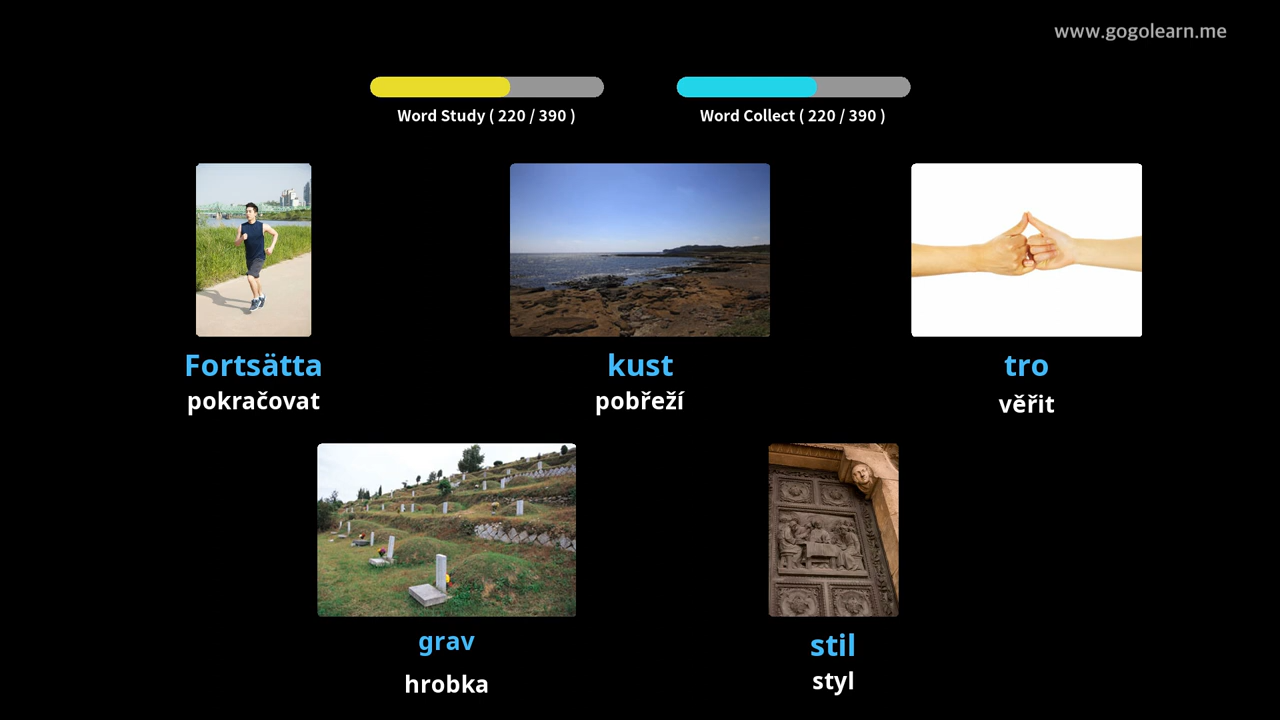 www.gogolearn.me
Word Study ( 220 / 390 )
Word Collect ( 220 / 390 )
Fortsätta
pokračovat
kust
pobřeží
tro
věřit
grav
hrobka
stil
styl